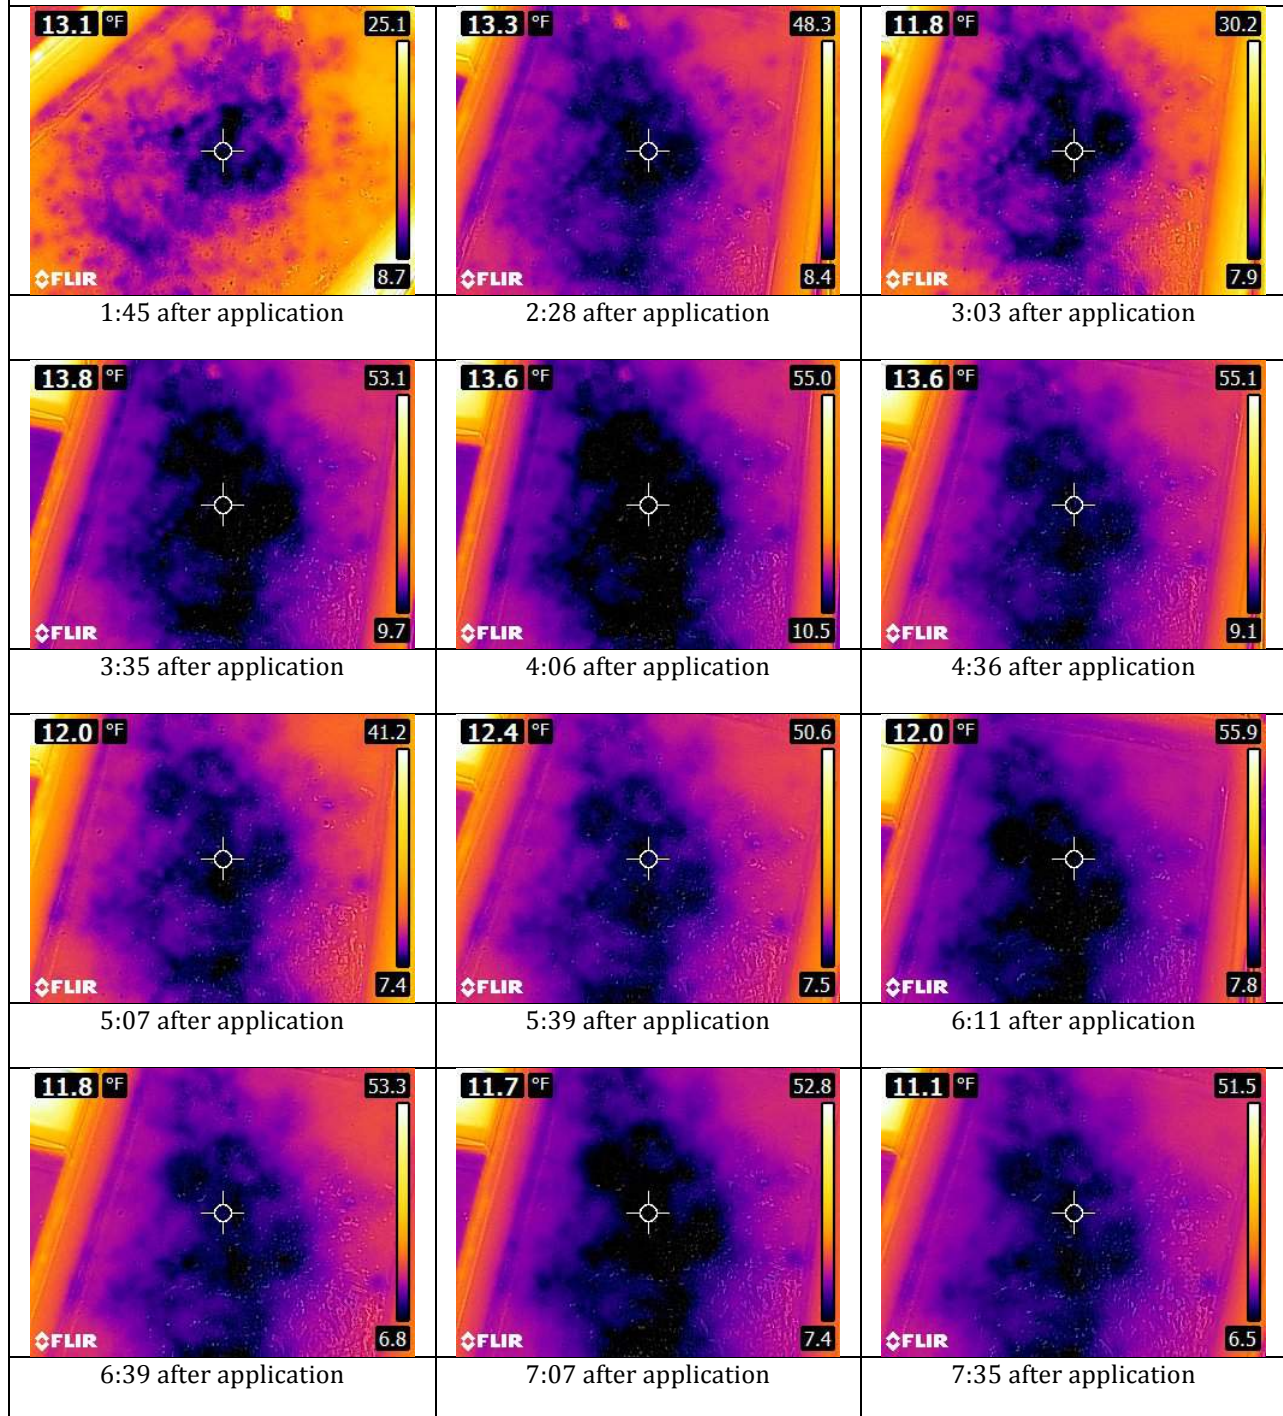 13.1 °F 25.1
8.7
FLIR
1:45 after application
13.3 °F 48.3
8.4
FLIR
2:28 after application
11.8 °F 30.2
7.9
FLIR
3:03 after application
13.8 °F 53.1
9.7
FLIR
3:35 after application
13.6 °F 55.0
10.5
FLIR
4:06 after application
13.6 °F 55.1
9.1
FLIR
4:36 after application
12.0 °F 41.2
7.4
FLIR
5:07 after application
12.4 °F 50.6
7.5
FLIR
5:39 after application
12.0 °F 55.9
7.8
FLIR
6:11 after application
11.8 °F 53.3
6.8
FLIR
6:39 after application
11.7 °F 52.8
7.4
FLIR
7:07 after application
11.1 °F 51.5
6.5
FLIR
7:35 after application